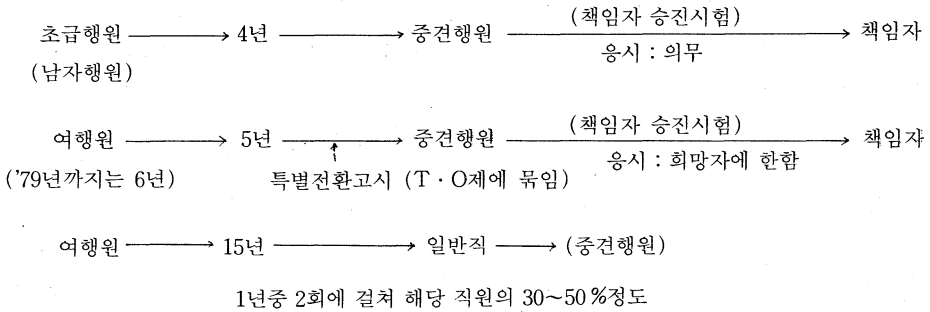 (책임자 승진시험)
초급행원 → 4년 → 중견행원 → 책임자
응시 : 의무
(남자행원)
(책임자 승진시험)
여행원 → 5년 → 중견행원 → 책임자
응시 : 희망자에 한함
('79년까지는 6년) 특별전환고시 (T·O제에 묶임)
여행원 → 15년 → 일반직 → (중견행원)
1년중 2회에 걸쳐 해당 직원의 30~50%정도